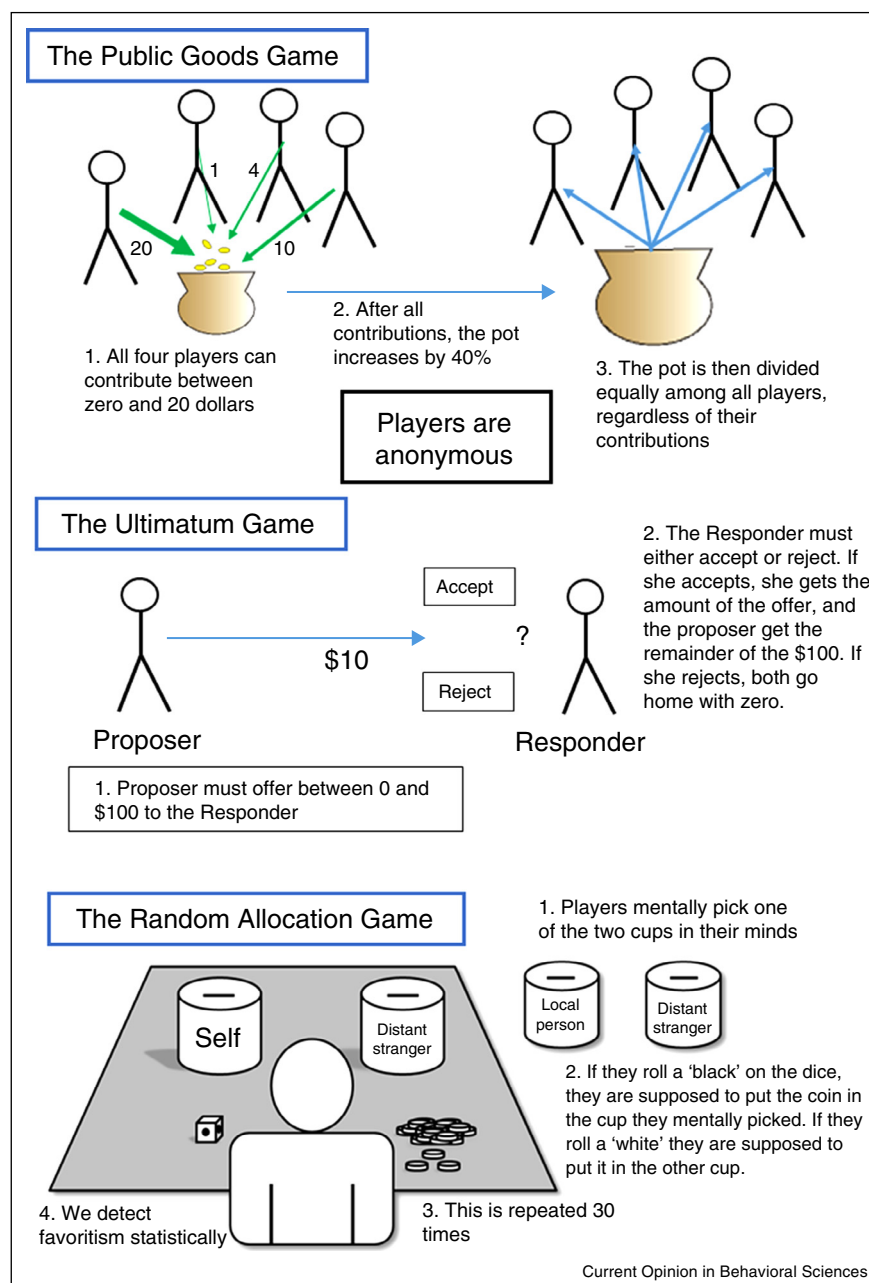 The Public Goods Game
1
4
20
10
1. All four players can
contribute between
zero and 20 dollars
2. After all
contributions, the pot
increases by 40%
3. The pot is then divided
equally among all players,
regardless of their
contributions
Players are
anonymous
The Ultimatum Game
Accept
?
$10
Reject
Proposer
Responder
2. The Responder must
either accept or reject. If
she accepts, she gets the
amount of the offer, and
the proposer get the
remainder of the $100. If
she rejects, both go
home with zero.
1. Proposer must offer between 0 and
$100 to the Responder
The Random Allocation Game
1. Players mentally pick one
of the two cups in their minds
Self
Distant
stranger
Local
person
Distant
stranger
2. If they roll a ‘black’ on the dice,
they are supposed to put the coin in
the cup they mentally picked. If they
roll a ‘white’ they are supposed to
put it in the other cup.
4. We detect
favoritism statistically
3. This is repeated 30
times
Current Opinion in Behavioral Sciences